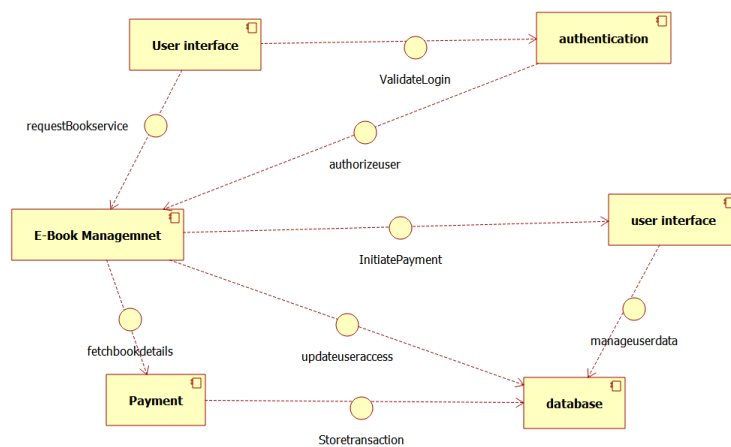 User interface
authentication
ValidateLogin
requestBookservice
authorizeuser
E-Book Managemnet
user interface
InitiatePayment
manageuserdata
fetchbookdetails
updateuseraccess
Payment
database
Storetransaction